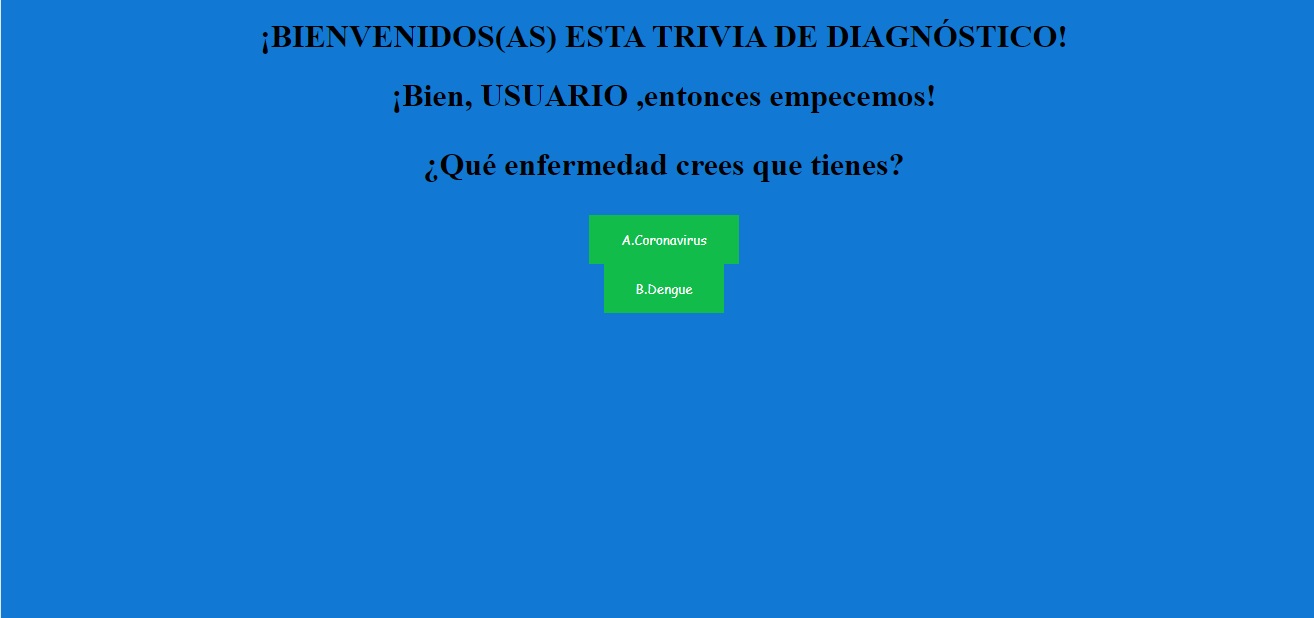 ¡BIENVENIDOS(AS) ESTA TRIVIA DE DIAGNÓSTICO!
¡Bien, USUARIO ,entonces empecemos!
¿Qué enfermedad crees que tienes?
A.Coronavirus
B.Dengue